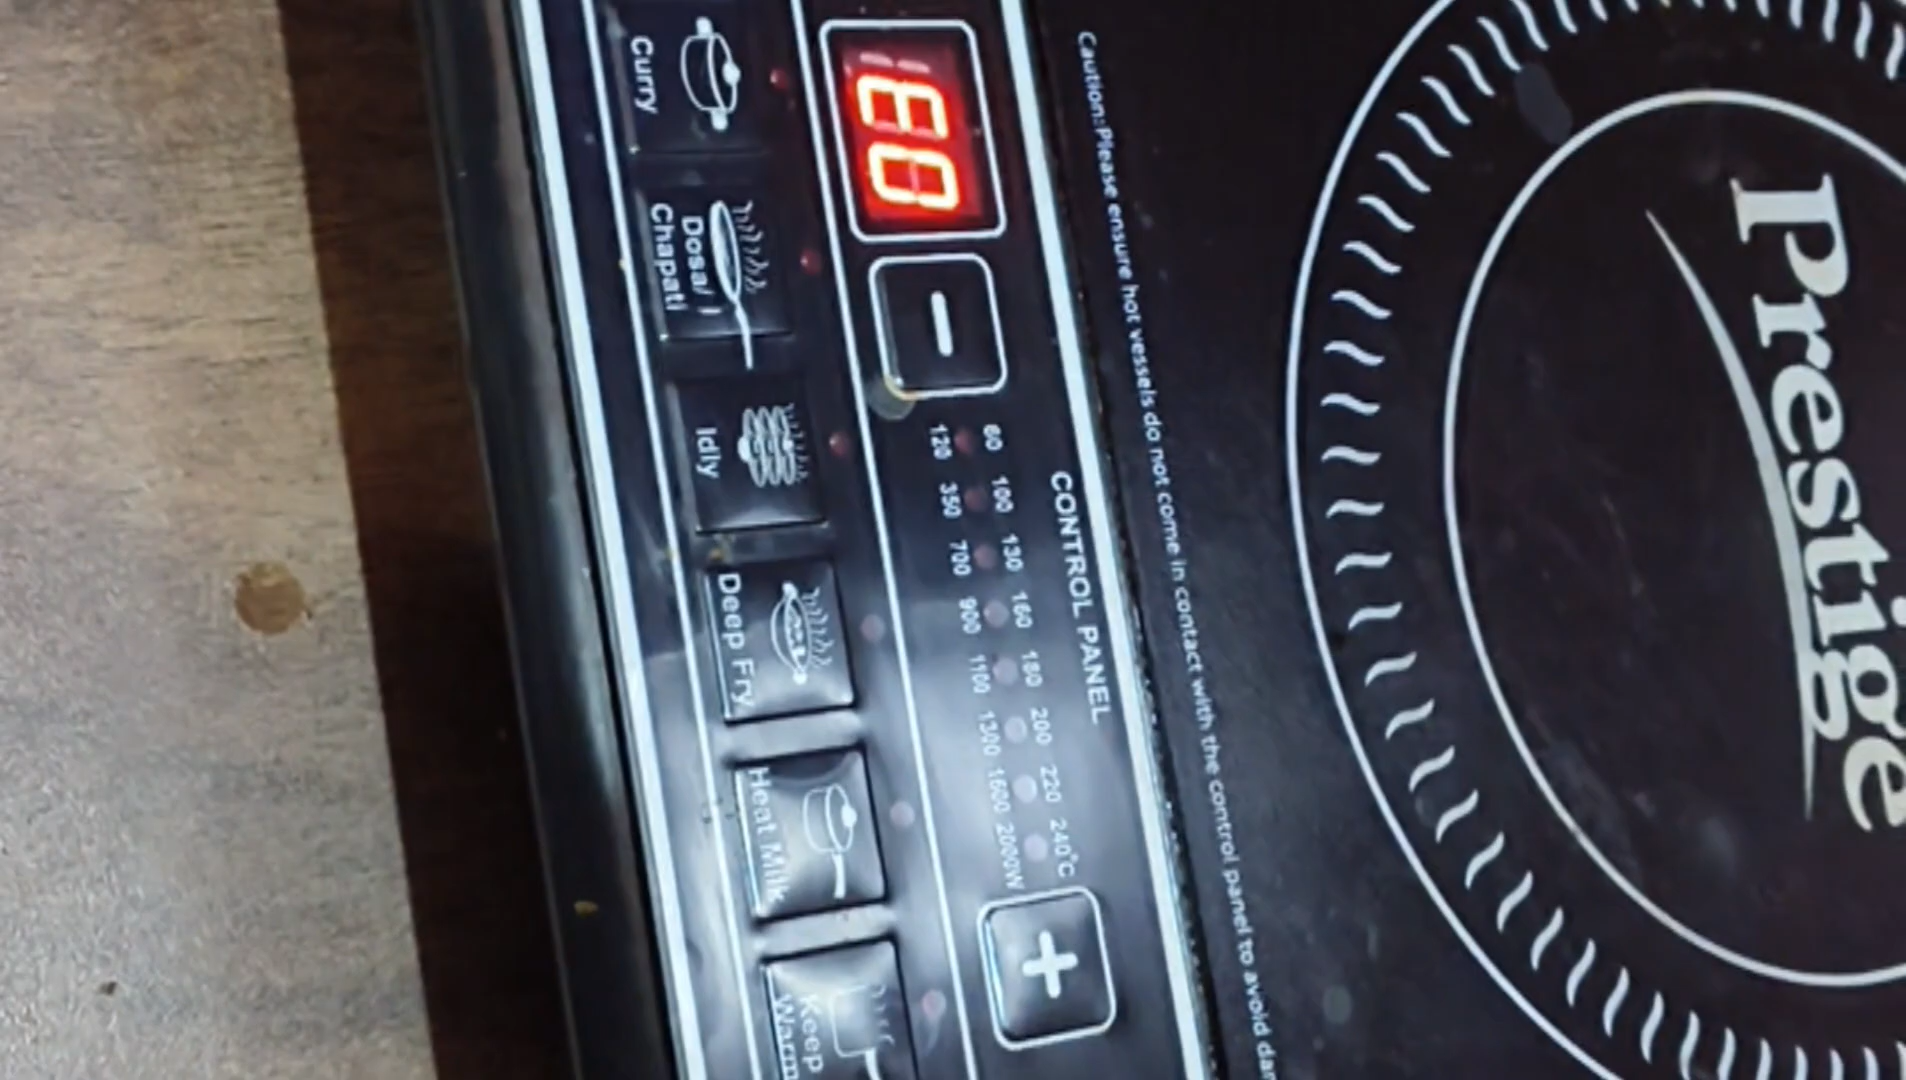 Prestige
Caution: Please ensure hot vessels do not come in contact with the control panel to avoid
CONTROL PANEL
60 100 130 160 180 200 220 240°C
120 350 700 900 1100 1300 1600 2000W
E0
-
+
Curry
Dosa/
Chapati
Idly
Deep Fry
Heat Milk
Keep
Warm